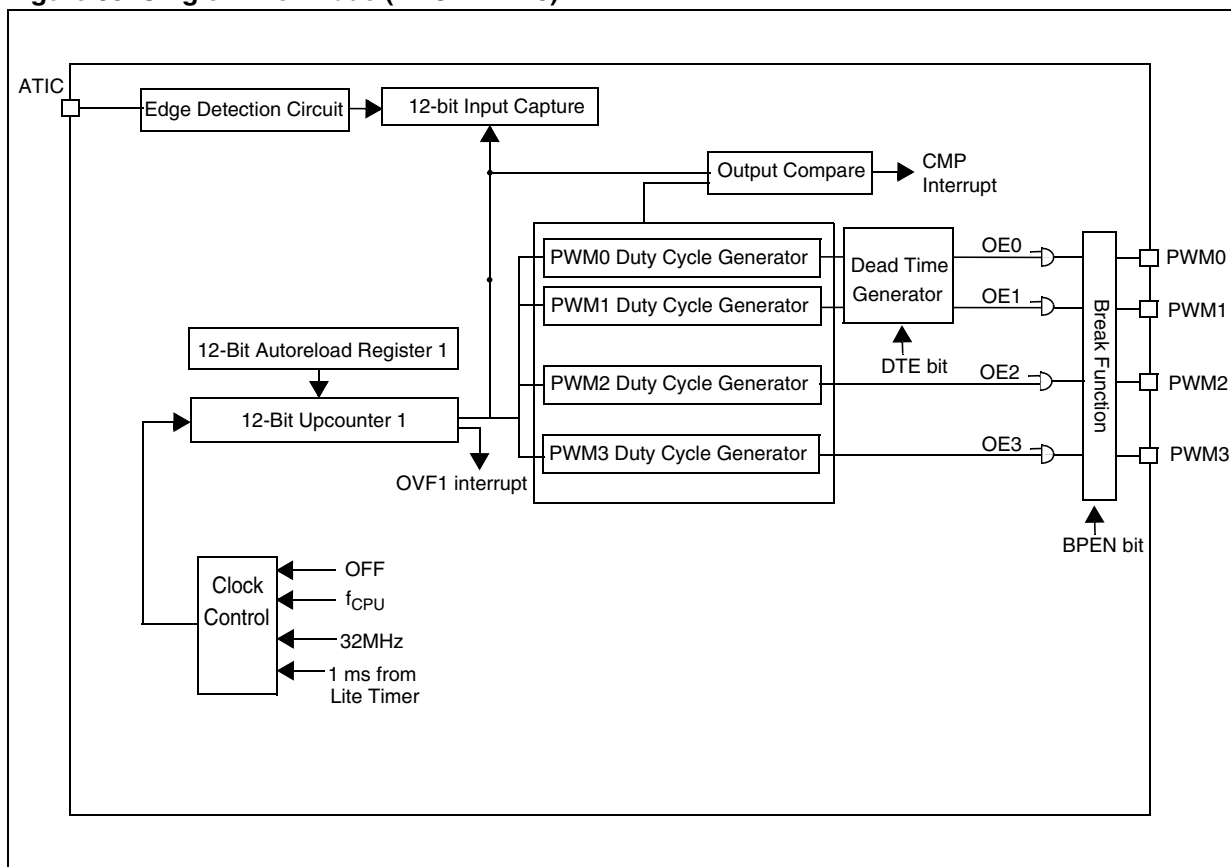 ATIC
Edge Detection Circuit
12-bit Input Capture
Output Compare
CMP
Interrupt
PWM0 Duty Cycle Generator
PWM1 Duty Cycle Generator
PWM2 Duty Cycle Generator
PWM3 Duty Cycle Generator
Dead Time
Generator
DTE bit
OE0
OE1
OE2
OE3
Break Function
BPEN bit
PWM0
PWM1
PWM2
PWM3
12-Bit Autoreload Register 1
12-Bit Upcounter 1
OVF1 interrupt
Clock
Control
OFF
fCPU
32MHz
1 ms from
Lite Timer